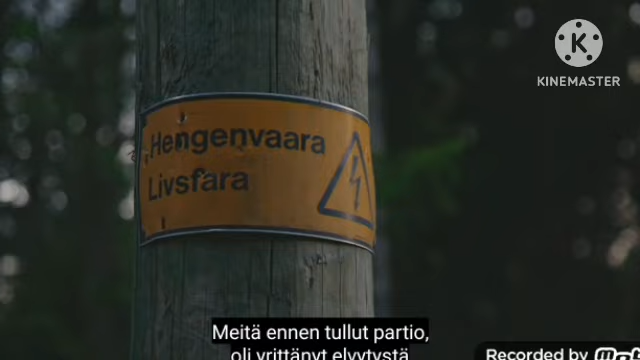 KINEMASTER
Hengenvaara
Livsfara
Meitä ennen tullut partio,
oli yrittänyt elvytystä
Recorded by